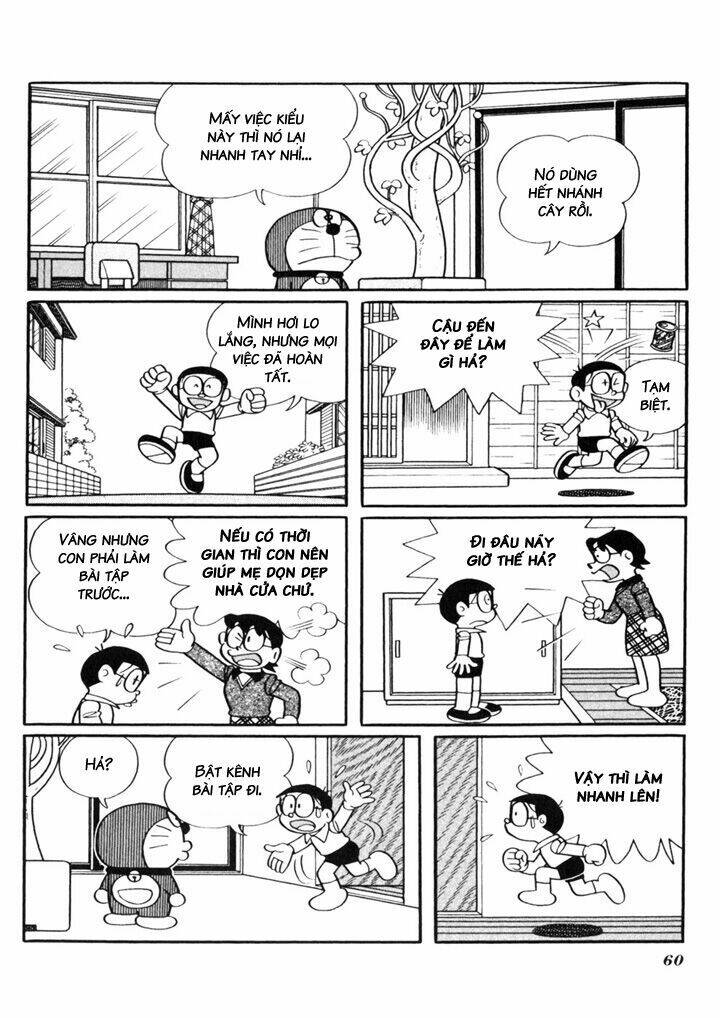 NÓ DÙNG
HẾT NHÁNH
CÂY RỒI.
MẤY VIỆC KIỂU
NÀY THÌ NÓ LẠI
NHANH TAY NHỈ...
CẬU ĐẾN
ĐÂY ĐỂ LÀM
GÌ HẢ?
TẠM
BIỆT.
MÌNH HƠI LO
LẮNG, NHƯNG MỌI
VIỆC ĐÃ HOÀN
TẤT.
ĐI ĐÂU NÃY
GIỜ THẾ HẢ?
NẾU CÓ THỜI
GIAN THÌ CON NÊN
GIÚP MẸ DỌN DẸP
NHÀ CỬA CHỨ.
VÂNG NHƯNG
CON PHẢI LÀM
BÀI TẬP
TRƯỚC...
VẬY THÌ LÀM
NHANH LÊN!
BẬT KÊNH
BÀI TẬP ĐI.
HẢ?
60